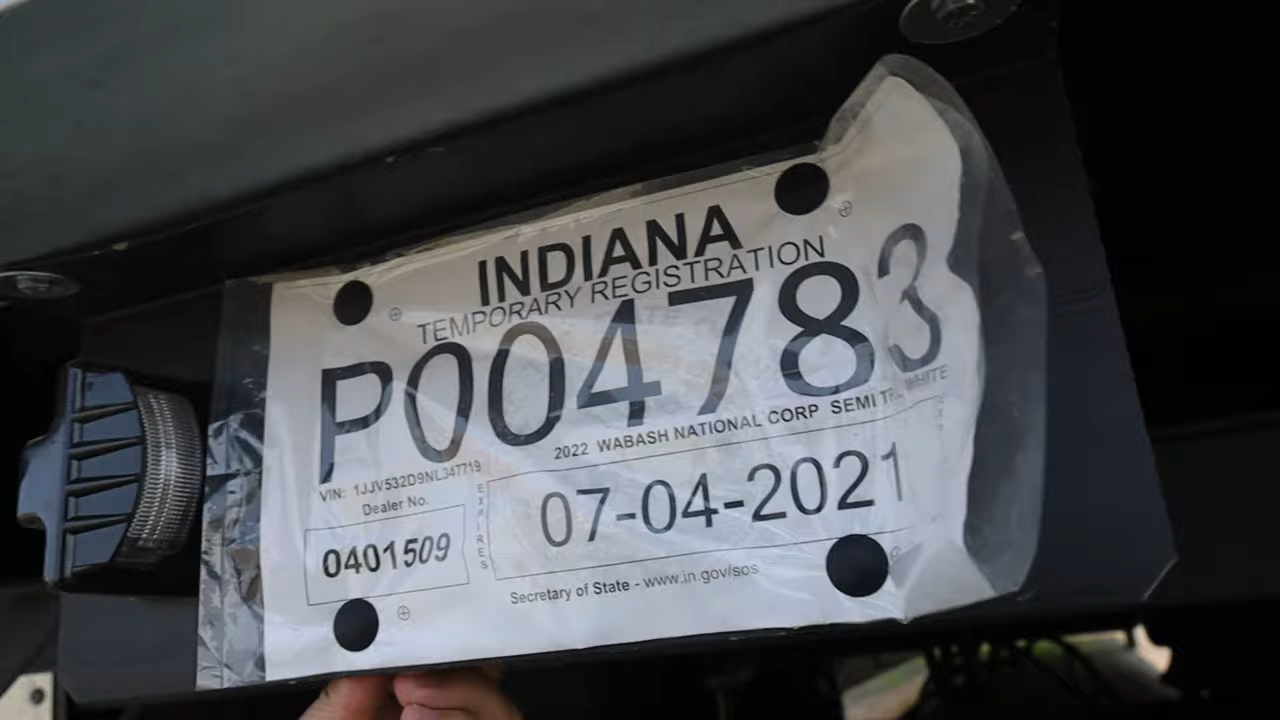 INDIANA
TEMPORARY REGISTRATION
P004783
2022 WABASH NATIONAL CORP SEMI WHITE
VIN: 1JJV532D9NL347719
Dealer No.
0401509
EXPIRES
07-04-2021
Secretary of State - www.in.gov/sos